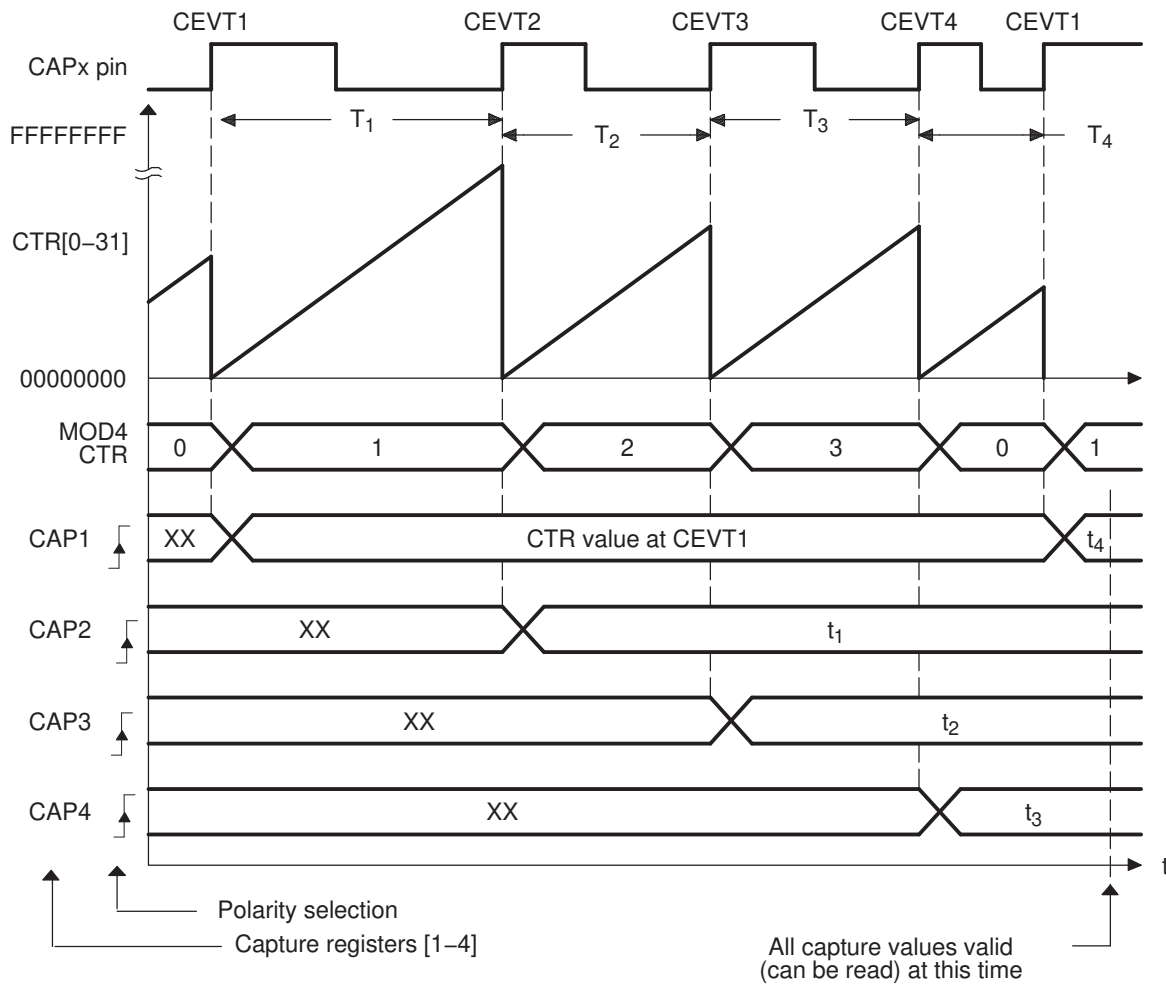 CEVT1 CEVT2 CEVT3 CEVT4 CEVT1
CAPx pin
T1 T3
FFFFFFFF T2 T4
CTR[0−31]
00000000
MOD4
CTR
0 1 2 3 0 1
CAP1 XX CTR value at CEVT1 t4
CAP2 XX t1
CAP3 XX t2
CAP4 XX t3
t
Polarity selection
Capture registers [1−4]
All capture values valid
(can be read) at this time